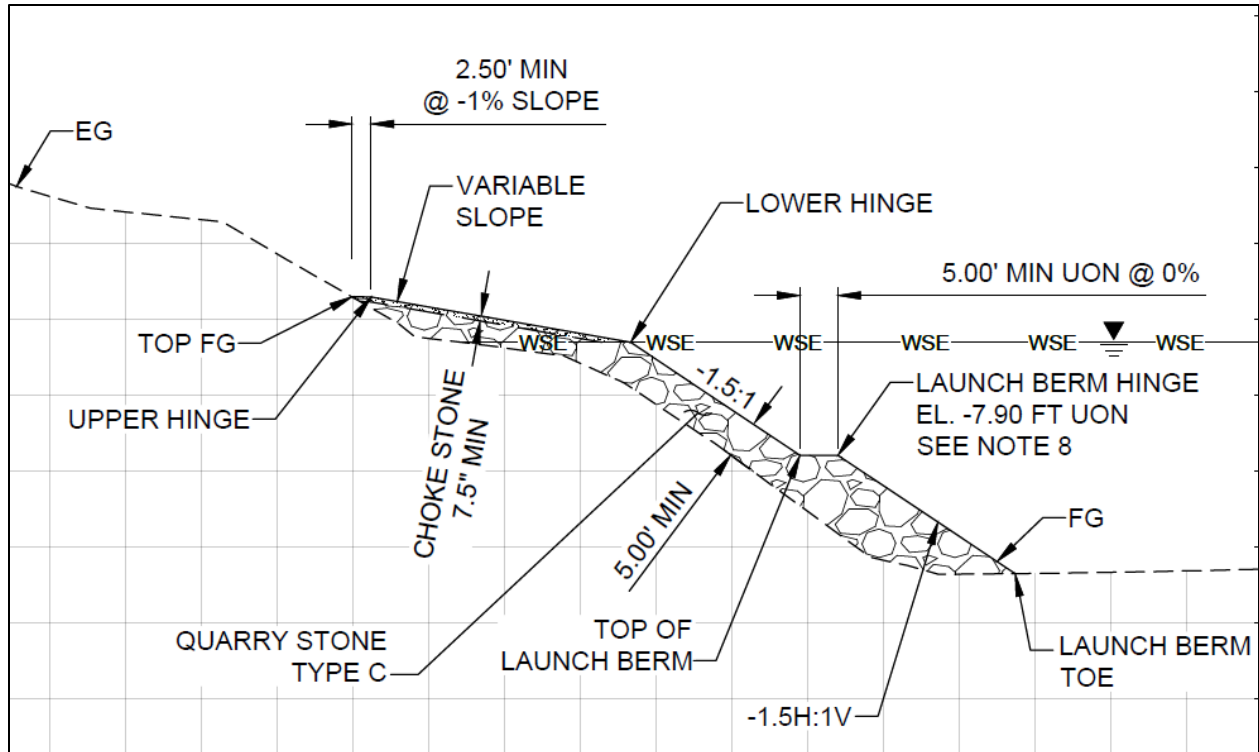 2.50' MIN
@ -1% SLOPE
EG
VARIABLE
SLOPE
LOWER HINGE
5.00' MIN UON @ 0%
TOP FG
WSE WSE WSE WSE WSE WSE
UPPER HINGE
-1.5:1
LAUNCH BERM HINGE
EL. -7.90 FT UON
SEE NOTE 8
CHOKE STONE
7.5" MIN
5.00' MIN
FG
QUARRY STONE
TYPE C
TOP OF
LAUNCH BERM
LAUNCH BERM
TOE
-1.5H:1V